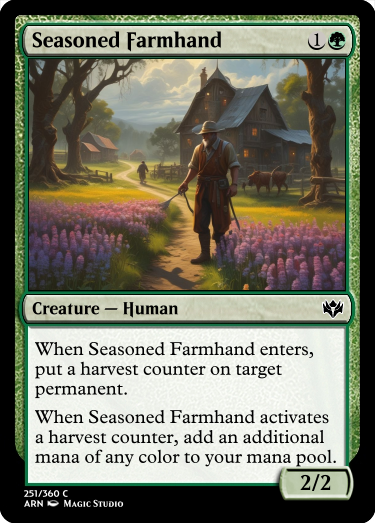 Seasoned Farmhand 1
Creature — Human
When Seasoned Farmhand enters,
put a harvest counter on target
permanent.
When Seasoned Farmhand activates
a harvest counter, add an additional
mana of any color to your mana pool.
2/2
251/360 C
ARN Magic Studio